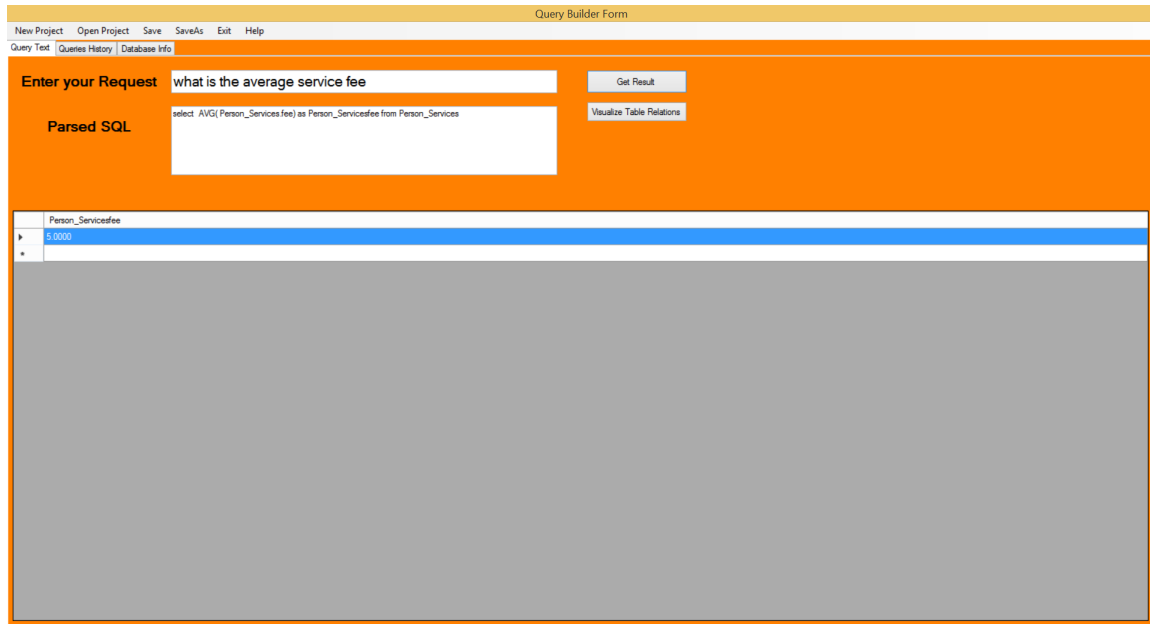 Query Builder Form
New Project Open Project Save SaveAs Exit Help
Query Text Queries History Database Info
Enter your Request what is the average service fee Get Result
Parsed SQL select AVG( Person_Services.fee) as Person_Servicesfee from Person_Services Visualize Table Relations
Person_Servicesfee
5.0000